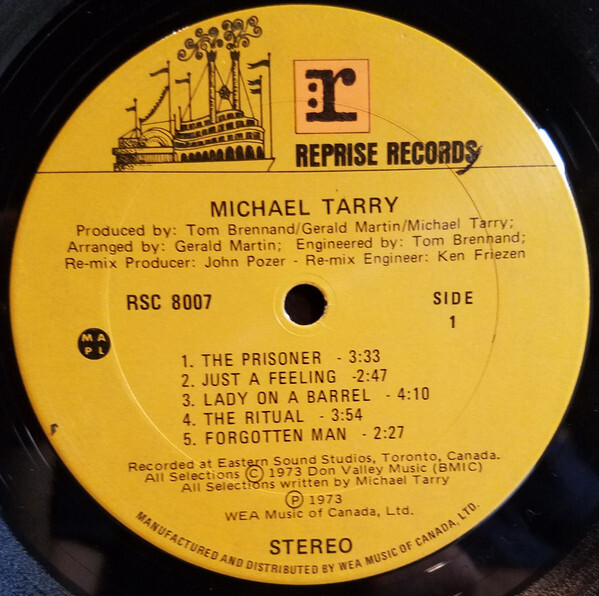 r
REPRISE RECORDS
MICHAEL TARRY
Produced by: Tom Brennand/Gerald Martin/Michael Tarry;
Arranged by: Gerald Martin; Engineered by: Tom Brennand;
Re-mix Producer: John Pozer - Re-mix Engineer: Ken Friezen
RSC 8007
SIDE
1
M A
P L
1. THE PRISONER - 3:33
2. JUST A FEELING -2:47
3. LADY ON A BARREL - 4:10
4. THE RITUAL - 3:54
5. FORGOTTEN MAN - 2:27
Recorded at Eastern Sound Studios, Toronto, Canada.
All Selections Ⓒ 1973 Don Valley Music (BMIC)
All Selections written by Michael Tarry
Ⓟ 1973
WEA Music of Canada, Ltd.
STEREO
MANUFACTURED AND DISTRIBUTED BY WEA MUSIC OF CANADA, LTD.